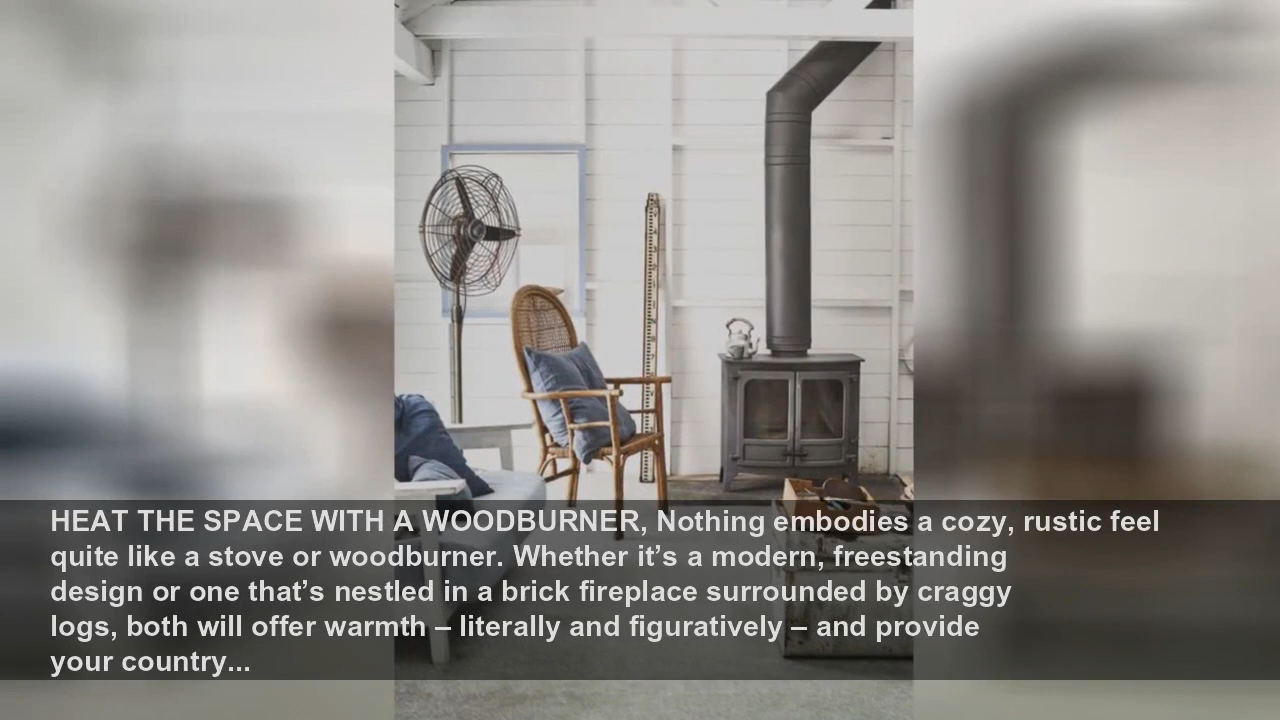 HEAT THE SPACE WITH A WOODBURNER, Nothing embodies a cozy, rustic feel
quite like a stove or woodburner. Whether it’s a modern, freestanding
design or one that’s nestled in a brick fireplace surrounded by craggy
logs, both will offer warmth – literally and figuratively – and provide
your country...